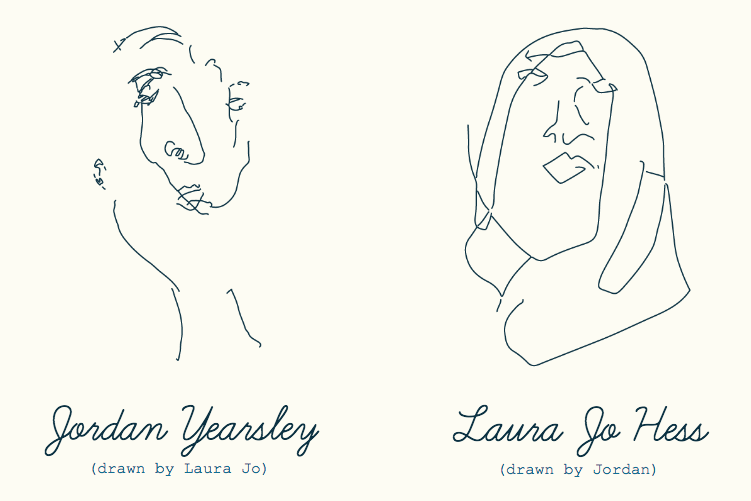 Jordan Yearsley
(drawn by Laura Jo)
Laura Jo Hess
(drawn by Jordan)